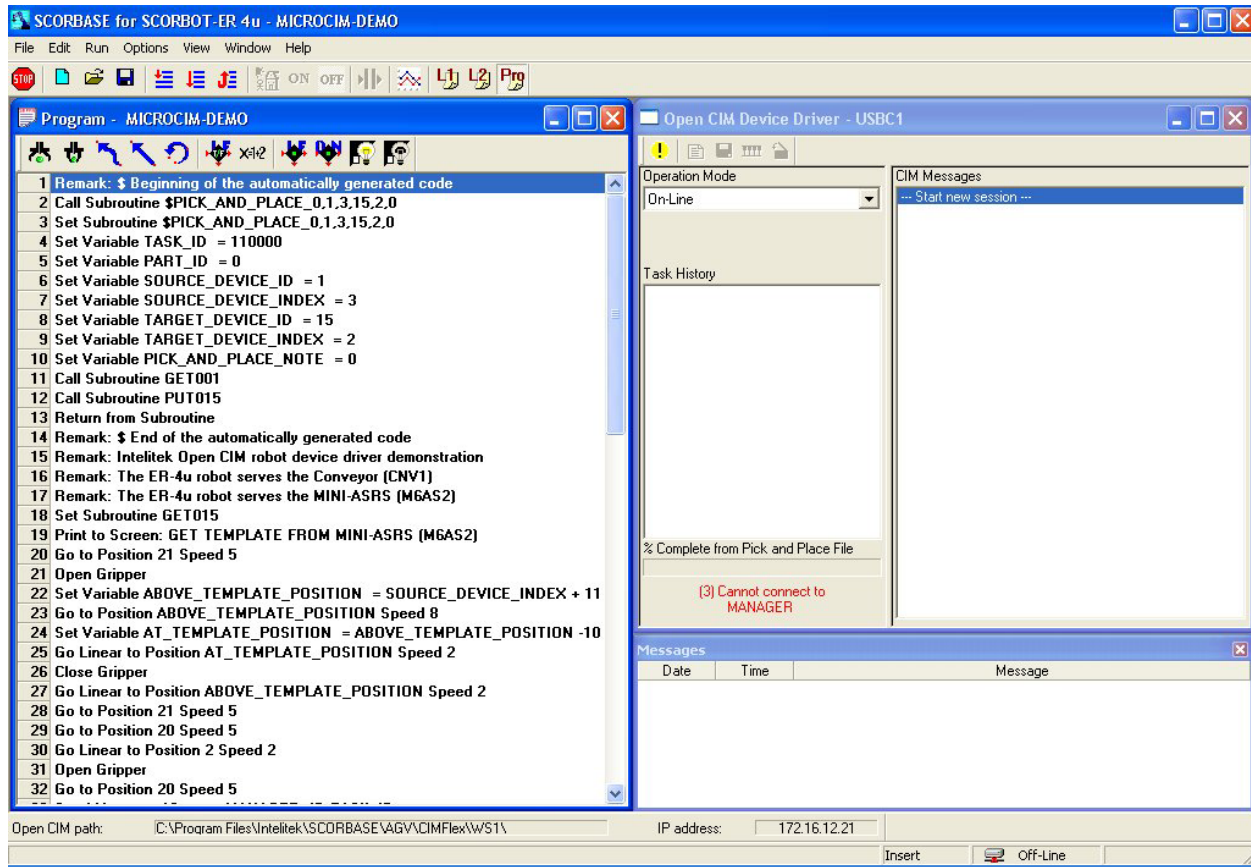 SCORBASE for SCORBOT-ER 4u - MICROCIM-DEMO
File Edit Run Options View Window Help
STOP ON OFF L1 L2 Prg
Program - MICROCIM-DEMO
1 Remark: $ Beginning of the automatically generated code
2 Call Subroutine $PICK_AND_PLACE_0,1,3,15,2,0
3 Set Subroutine $PICK_AND_PLACE_0,1,3,15,2,0
4 Set Variable TASK_ID = 110000
5 Set Variable PART_ID = 0
6 Set Variable SOURCE_DEVICE_ID = 1
7 Set Variable SOURCE_DEVICE_INDEX = 3
8 Set Variable TARGET_DEVICE_ID = 15
9 Set Variable TARGET_DEVICE_INDEX = 2
10 Set Variable PICK_AND_PLACE_NOTE = 0
11 Call Subroutine GET001
12 Call Subroutine PUT015
13 Return from Subroutine
14 Remark: $ End of the automatically generated code
15 Remark: Intelitek Open CIM robot device driver demonstration
16 Remark: The ER-4u robot serves the Conveyor (CNV1)
17 Remark: The ER-4u robot serves the MINI-ASRS (M6AS2)
18 Set Subroutine GET015
19 Print to Screen: GET TEMPLATE FROM MINI-ASRS (M6AS2)
20 Go to Position 21 Speed 5
21 Open Gripper
22 Set Variable ABOVE_TEMPLATE_POSITION = SOURCE_DEVICE_INDEX + 11
23 Go to Position ABOVE_TEMPLATE_POSITION Speed 8
24 Set Variable AT_TEMPLATE_POSITION = ABOVE_TEMPLATE_POSITION -10
25 Go Linear to Position AT_TEMPLATE_POSITION Speed 2
26 Close Gripper
27 Go Linear to Position ABOVE_TEMPLATE_POSITION Speed 2
28 Go to Position 21 Speed 5
29 Go to Position 20 Speed 5
30 Go Linear to Position 2 Speed 2
31 Open Gripper
32 Go to Position 20 Speed 5
Open CIM Device Driver - USBC1
Operation Mode
On-Line
Task History
% Complete from Pick and Place File
(3) Cannot connect to
MANAGER
CIM Messages
--- Start new session ---
Messages
Date Time Message
Open CIM path: C:\Program Files\Intelitek\SCORBASE\AGV\CIMFlex\WS1\ IP address: 172.16.12.21
Insert Off-Line